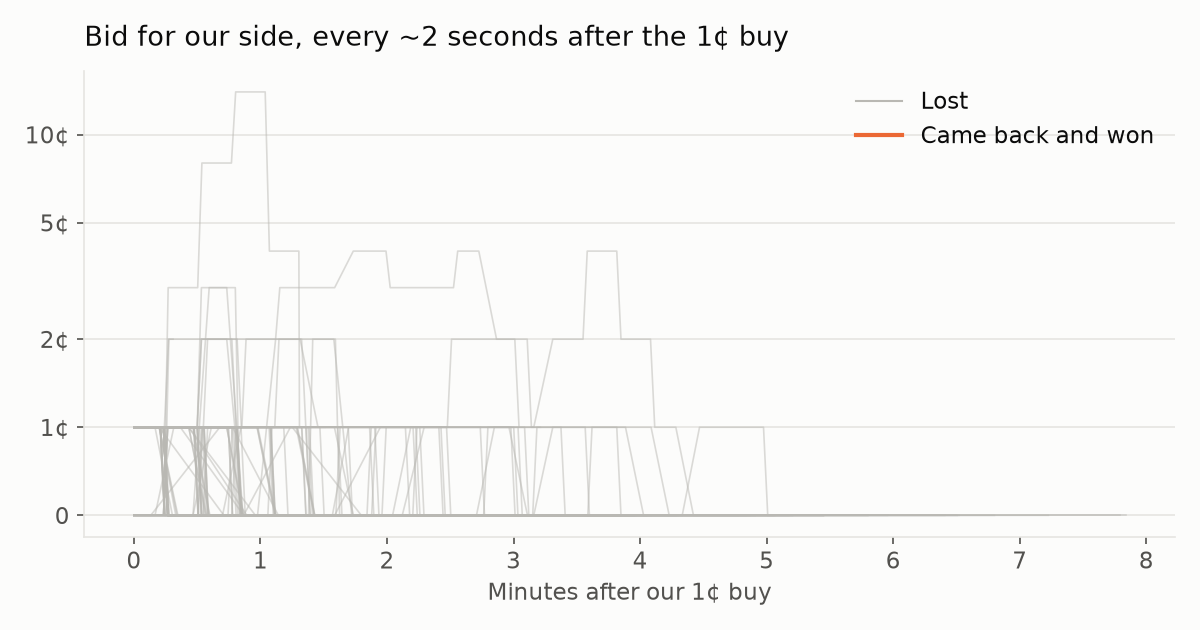 Bid for our side, every ~2 seconds after the 1¢ buy
Lost
Came back and won
10¢
5¢
2¢
1¢
0
0 1 2 3 4 5 6 7 8
Minutes after our 1¢ buy